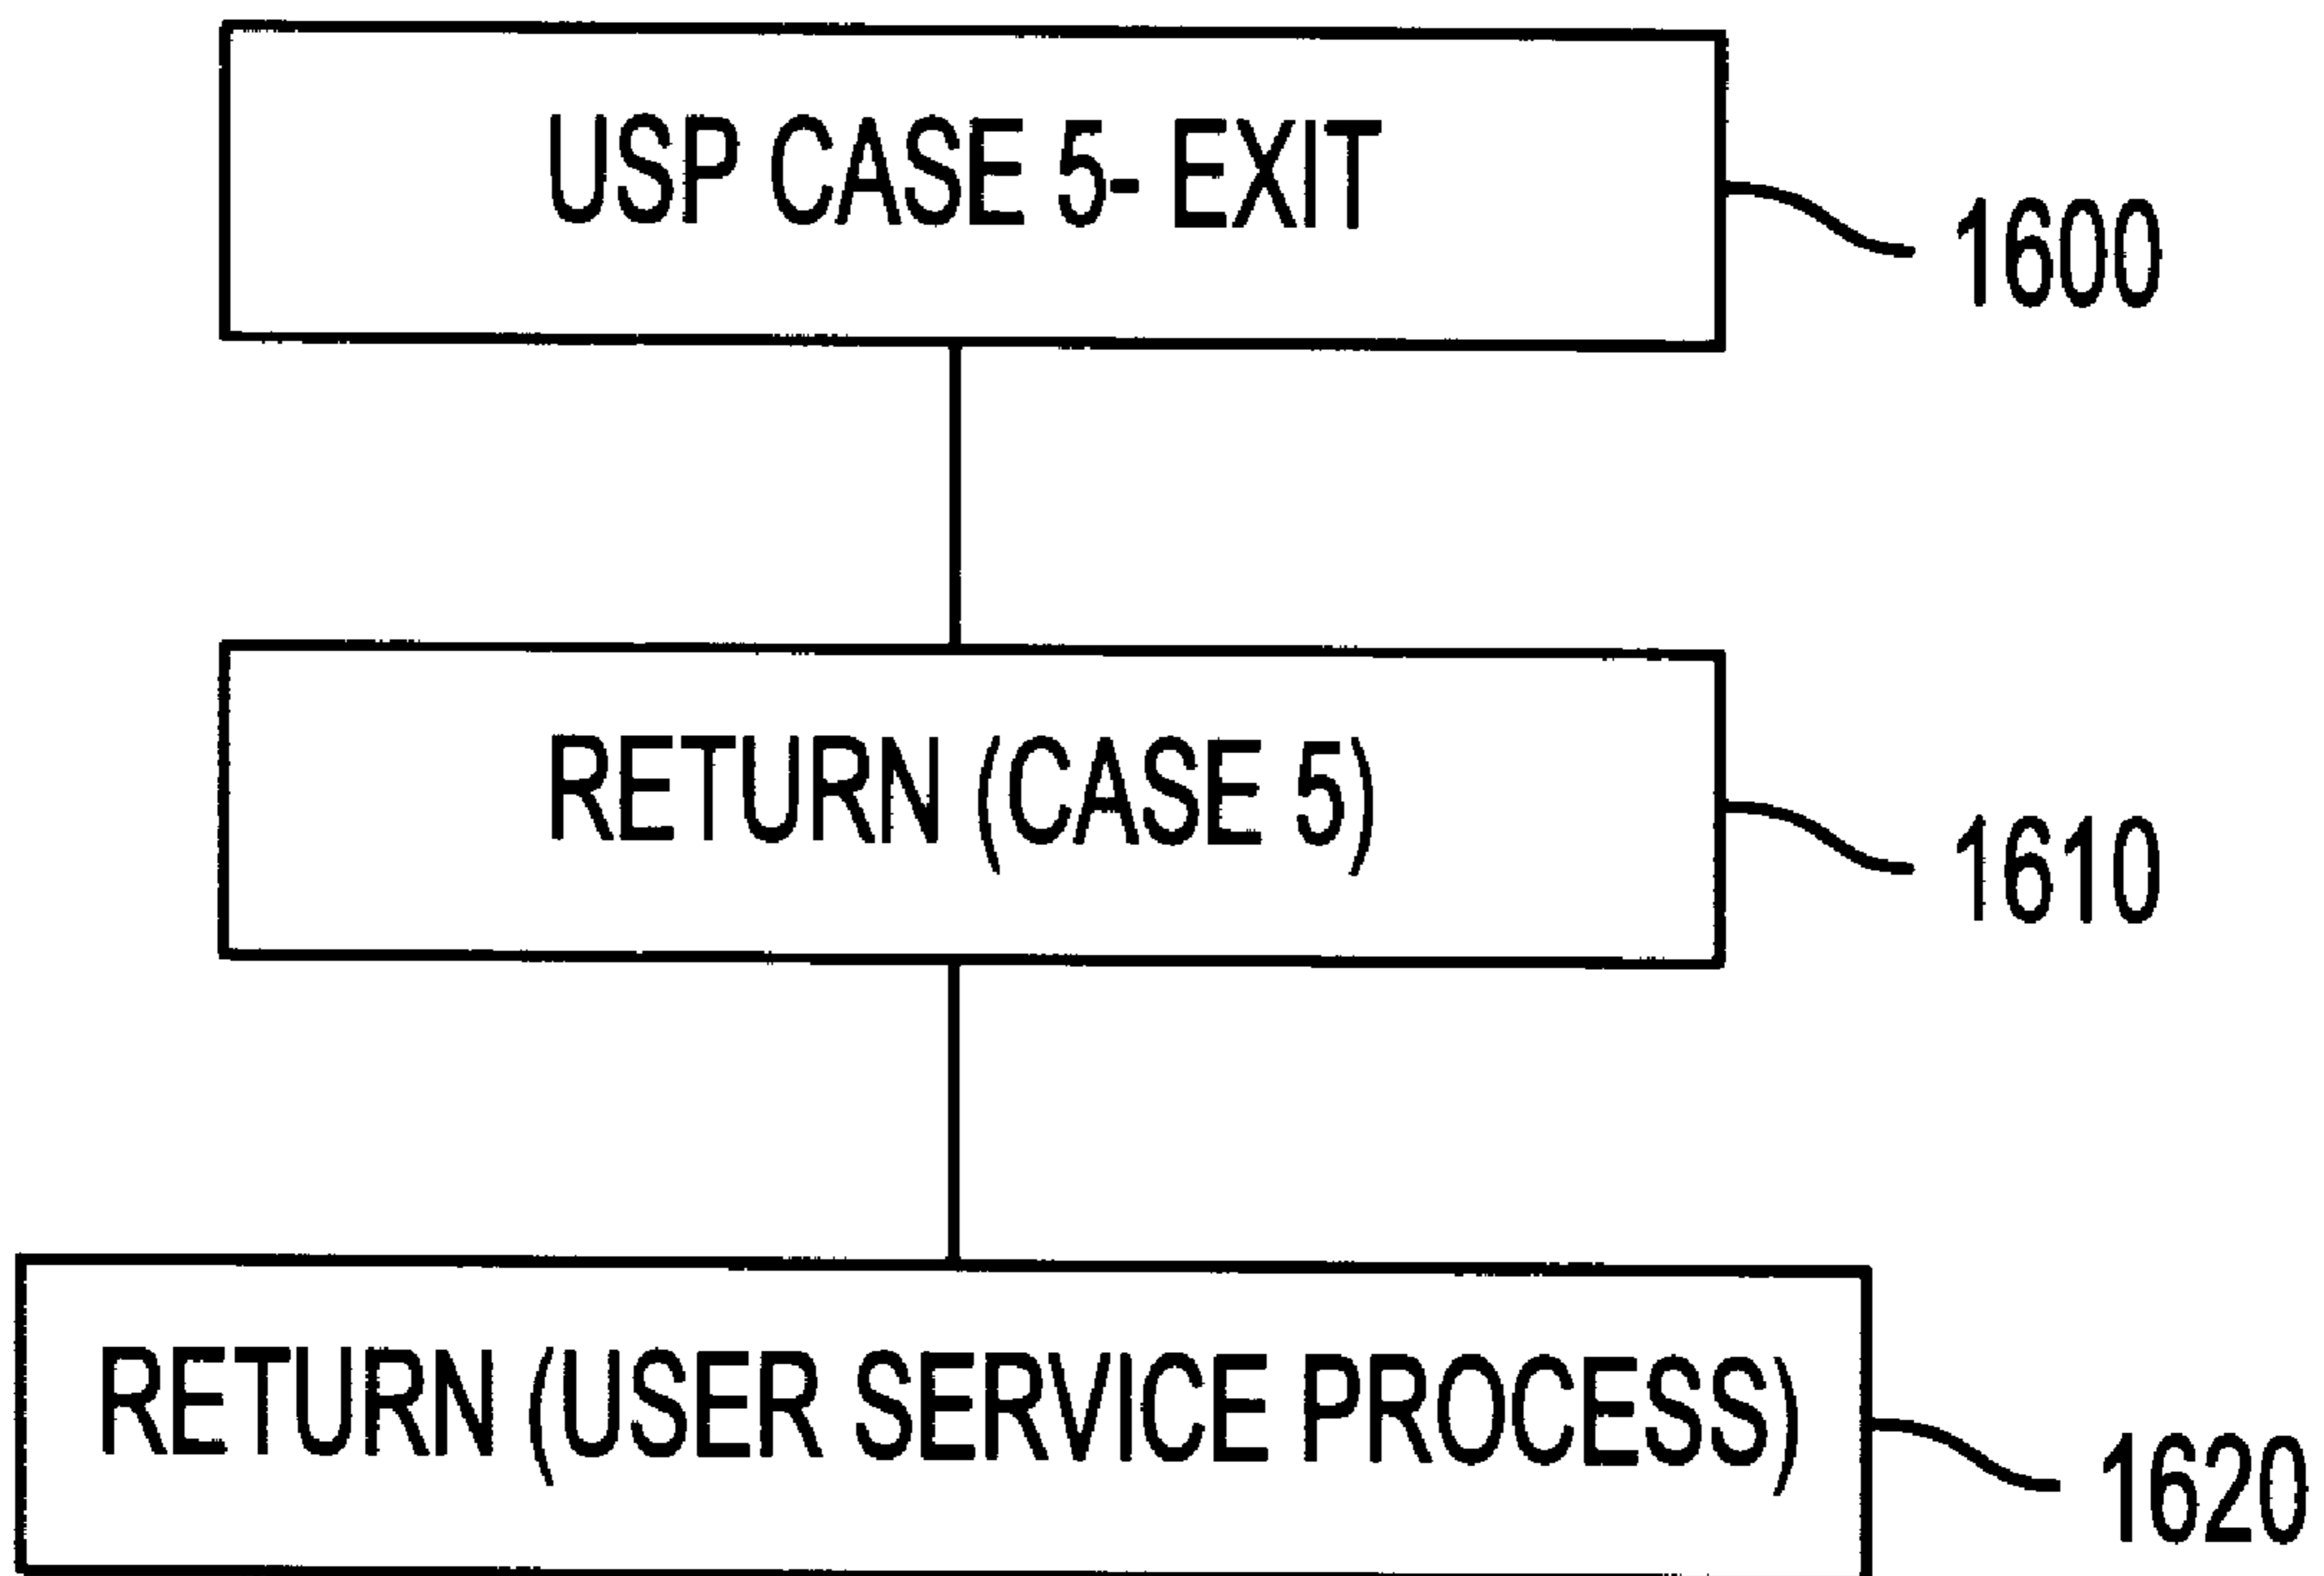 USP CASE 5- EXIT
1600
RETURN (CASE 5)
1610
RETURN (USER SERVICE PROCESS)
1620